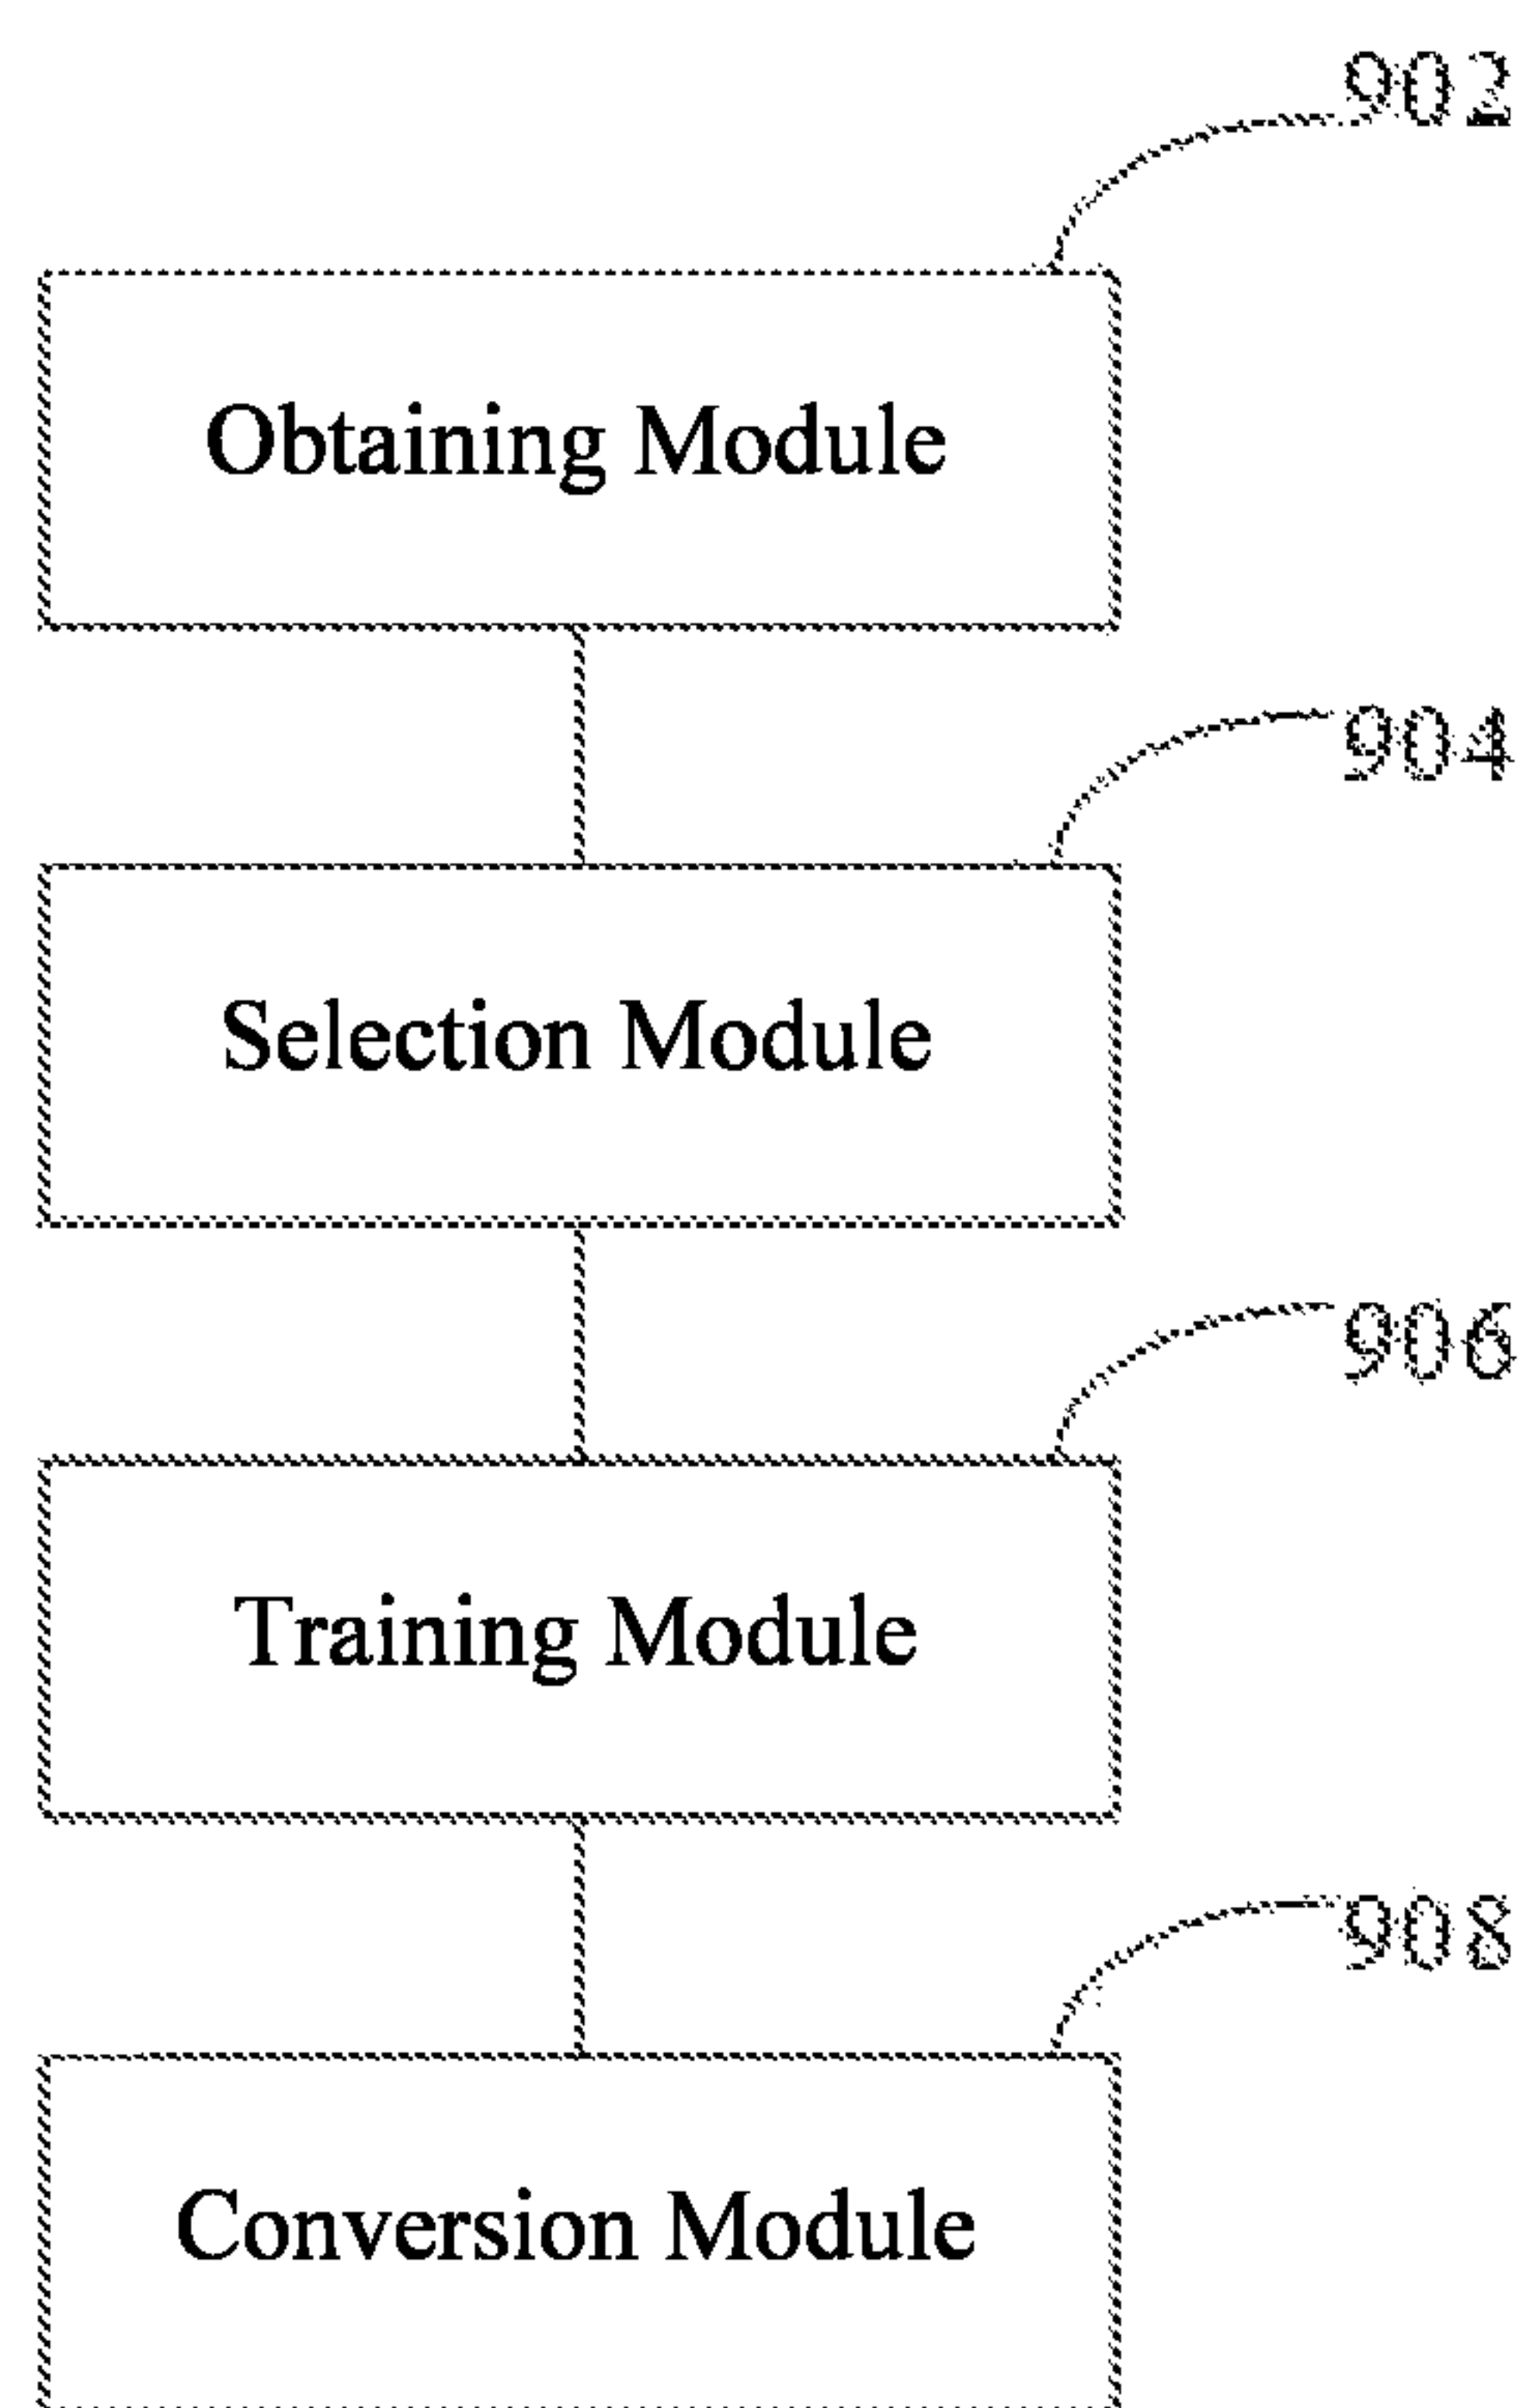 902
Obtaining Module
904
Selection Module
906
Training Module
908
Conversion Module